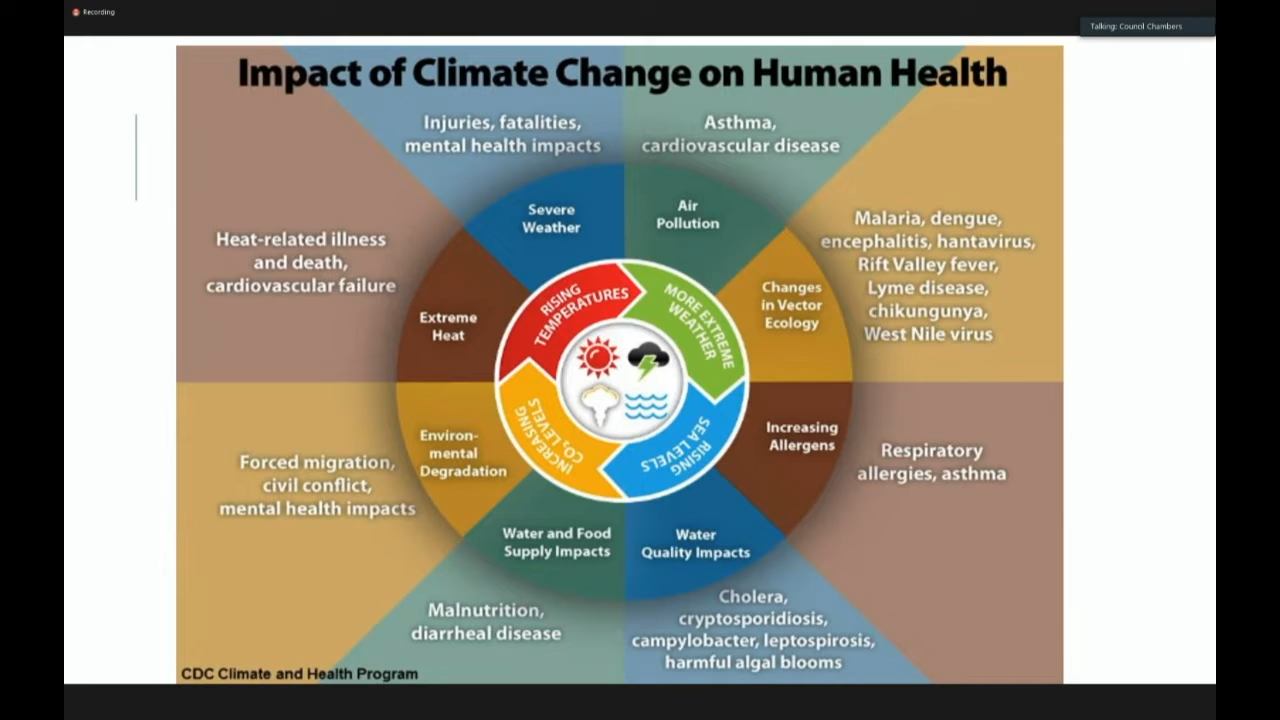 Recording
Talking: Council Chambers
Impact of Climate Change on Human Health
Injuries, fatalities,
mental health impacts
Asthma,
cardiovascular disease
Severe
Weather
Air
Pollution
Heat-related illness
and death,
cardiovascular failure
Extreme
Heat
Changes
in Vector
Ecology
Malaria, dengue,
encephalitis, hantavirus,
Rift Valley fever,
Lyme disease,
chikungunya,
West Nile virus
RISING
TEMPERATURES
MORE EXTREME
WEATHER
INCREASING
CO₂ LEVELS
RISING
SEA LEVELS
Forced migration,
civil conflict,
mental health impacts
Environ-
mental
Degradation
Increasing
Allergens
Respiratory
allergies, asthma
Water and Food
Supply Impacts
Water
Quality Impacts
Malnutrition,
diarrheal disease
Cholera,
cryptosporidiosis,
campylobacter, leptospirosis,
harmful algal blooms
CDC Climate and Health Program